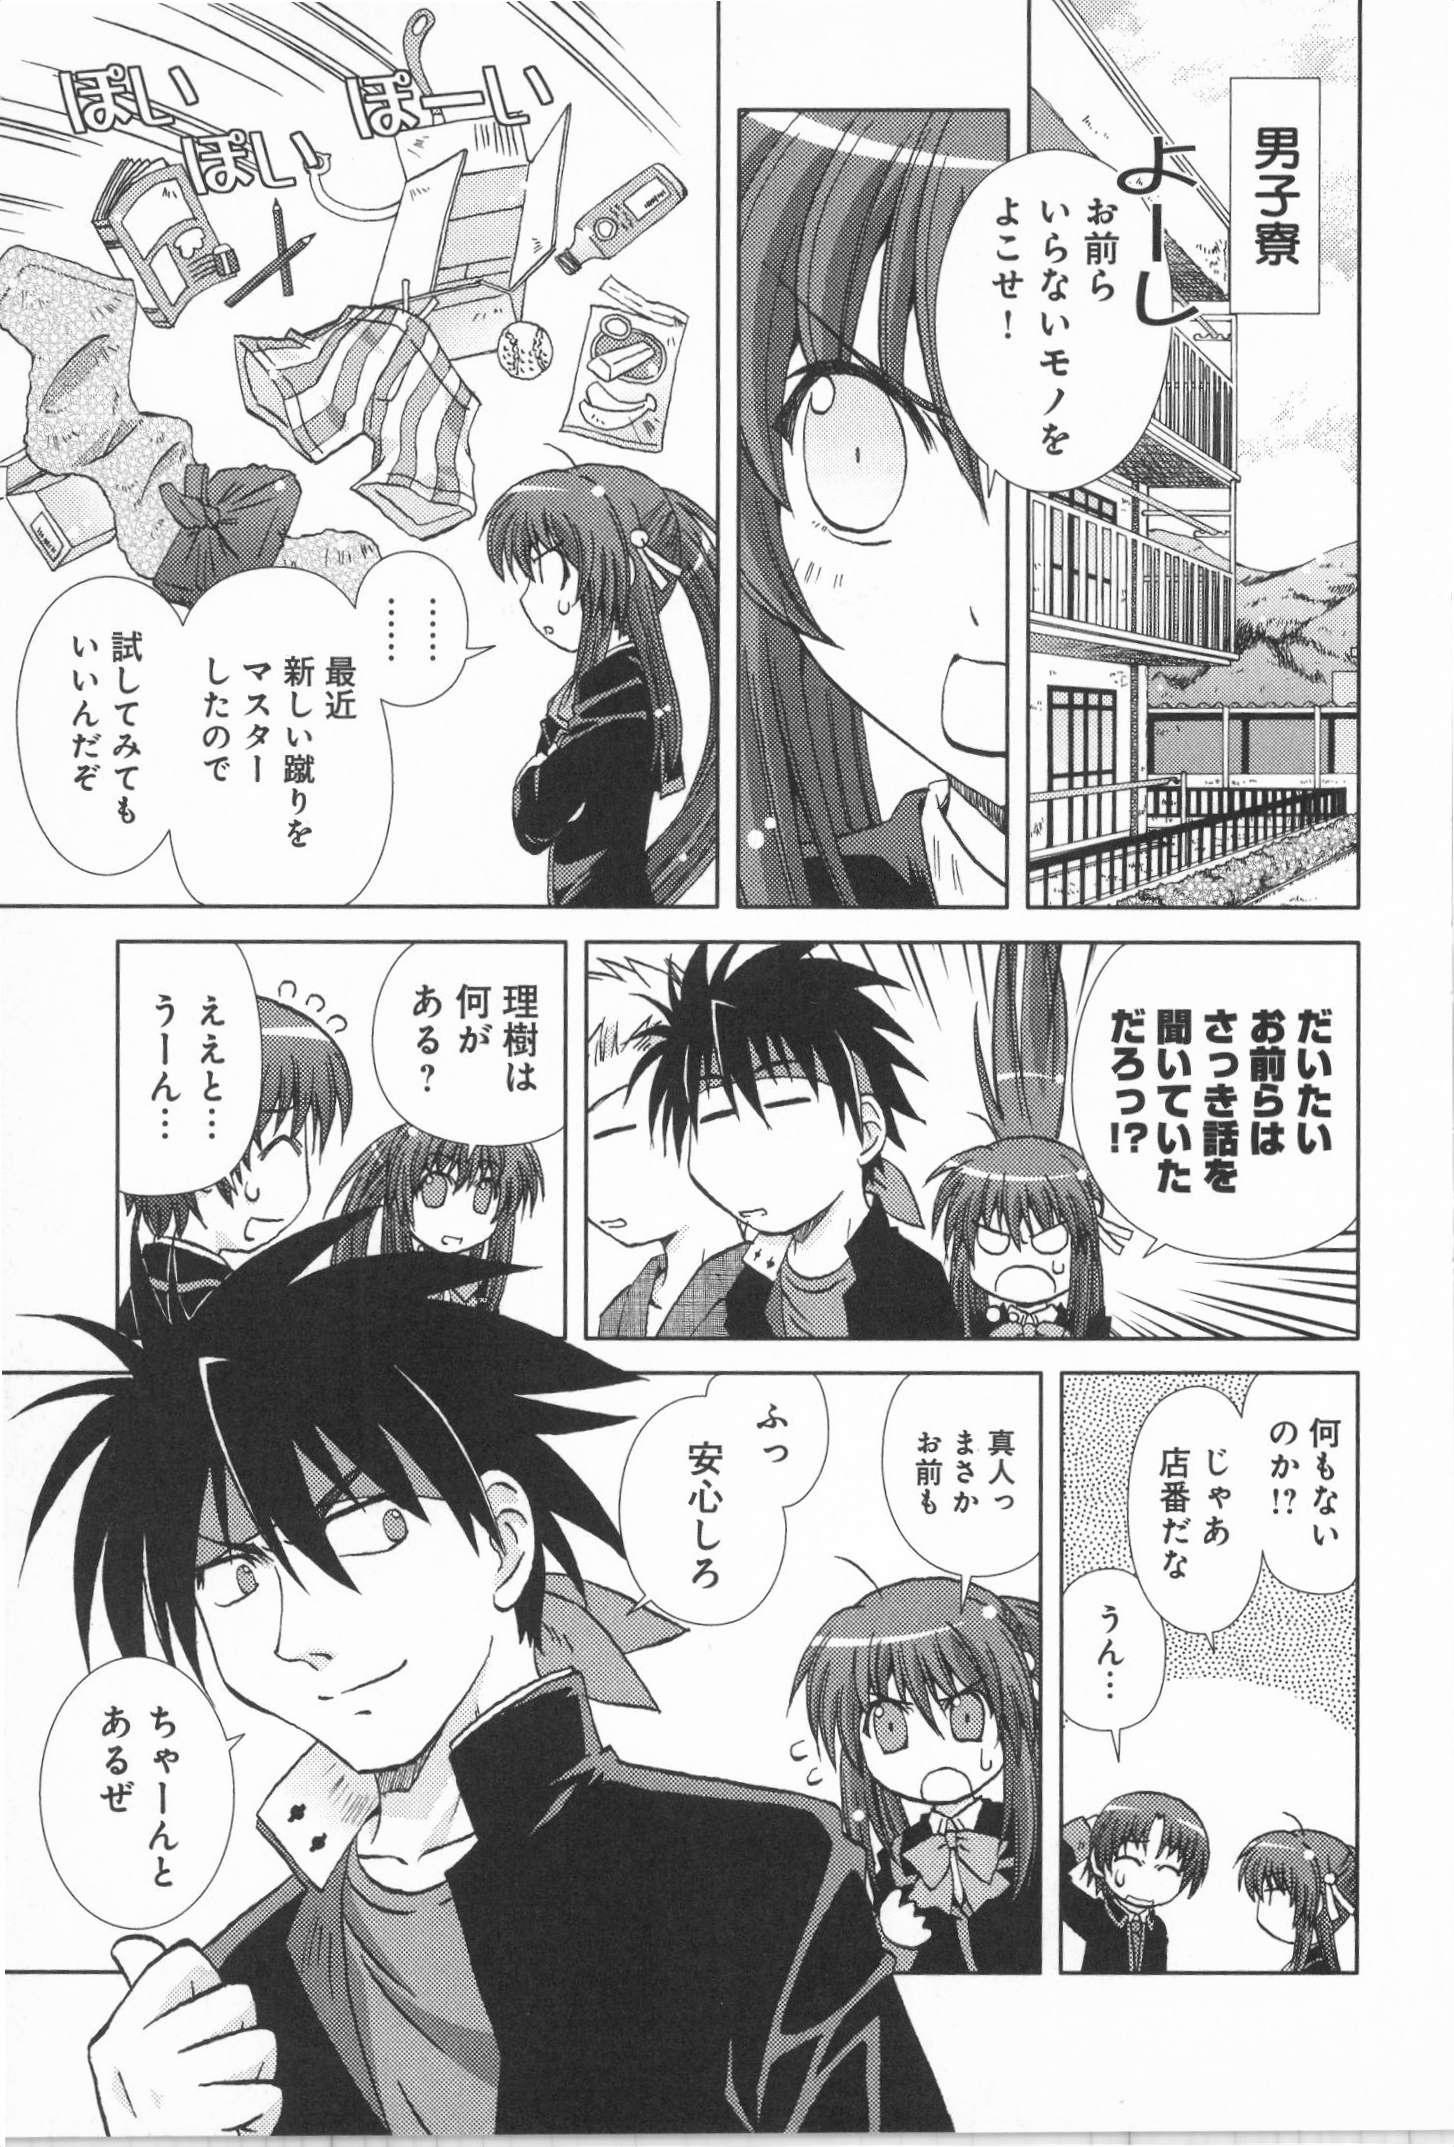 男子寮
よーし
お前ら
いらないモノを
よこせ！
ぽーい
ぽい
ぽい
……
……
最近
新しい蹴りを
マスター
したので
試してみても
いいんだぞ
だいたい
お前らは
さっき話を
聞いていた
だろっ!?
理樹は
何が
ある？
ええと…
うーん…
何もない
のか!?
じゃあ
店番だな
うん…
真人っ
まさか
お前も
ふっ
安心しろ
ちゃーんと
あるぜ